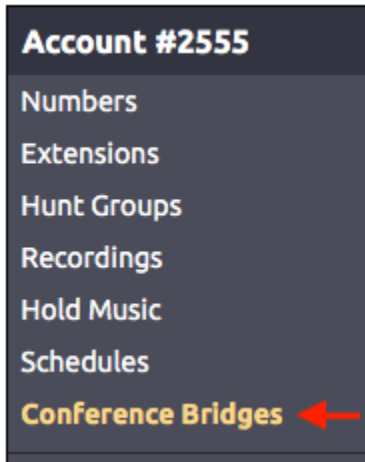 Account #2555
Numbers
Extensions
Hunt Groups
Recordings
Hold Music
Schedules
Conference Bridges